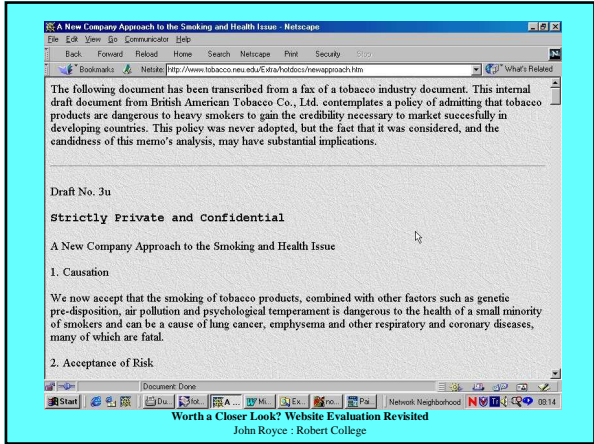 A New Company Approach to the Smoking and Health Issue - Netscape
File Edit View Go Communicator Help
Back Forward Reload Home Search Netscape Print Security Stop
Bookmarks Netsite: http://www.tobacco.neu.edu/Extra/hotdocs/newapproach.htm What's Related
The following document has been transcribed from a fax of a tobacco industry document. This internal
draft document from British American Tobacco Co., Ltd. contemplates a policy of admitting that tobacco
products are dangerous to heavy smokers to gain the credibility necessary to market succesfully in
developing countries. This policy was never adopted, but the fact that it was considered, and the
candidness of this memo's analysis, may have substantial implications.
Draft No. 3u
Strictly Private and Confidential
A New Company Approach to the Smoking and Health Issue
1. Causation
We now accept that the smoking of tobacco products, combined with other factors such as genetic
pre-disposition, air pollution and psychological temperament is dangerous to the health of a small minority
of smokers and can be a cause of lung cancer, emphysema and other respiratory and coronary diseases,
many of which are fatal.
2. Acceptance of Risk
Document: Done
Start Du... fot... A ... Mi... Ex... no... Pai... Network Neighborhood 09:14
Worth a Closer Look? Website Evaluation Revisited
John Royce : Robert College